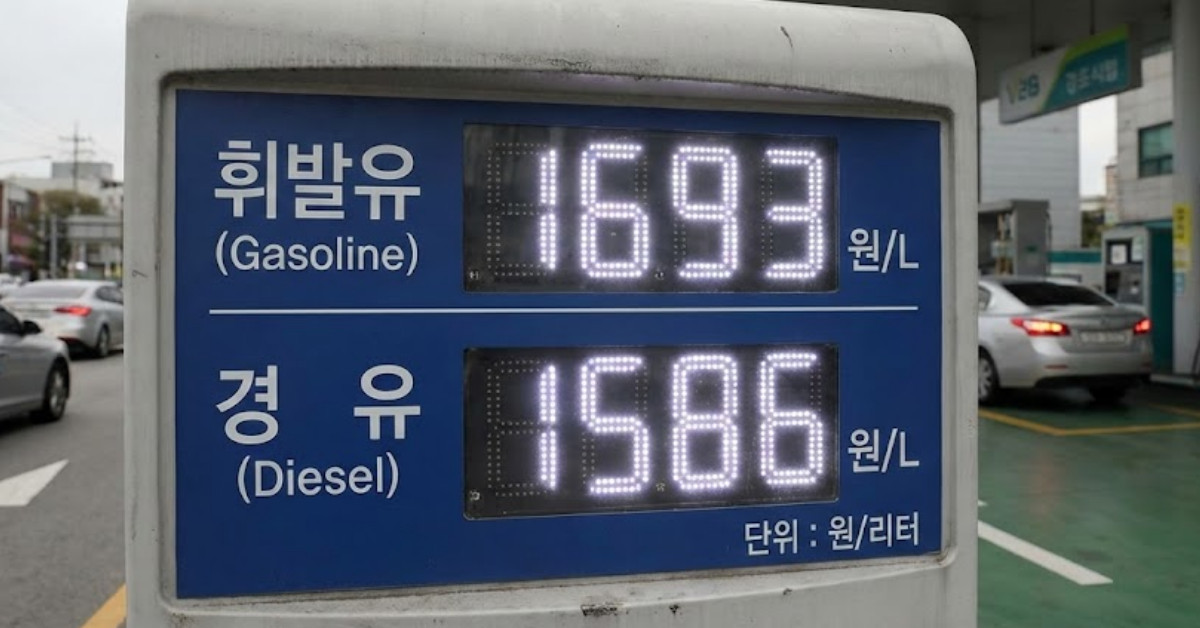 휘발유 1693 원/L
(Gasoline)
경 유 1586 원/L
(Diesel)
단위 : 원/리터